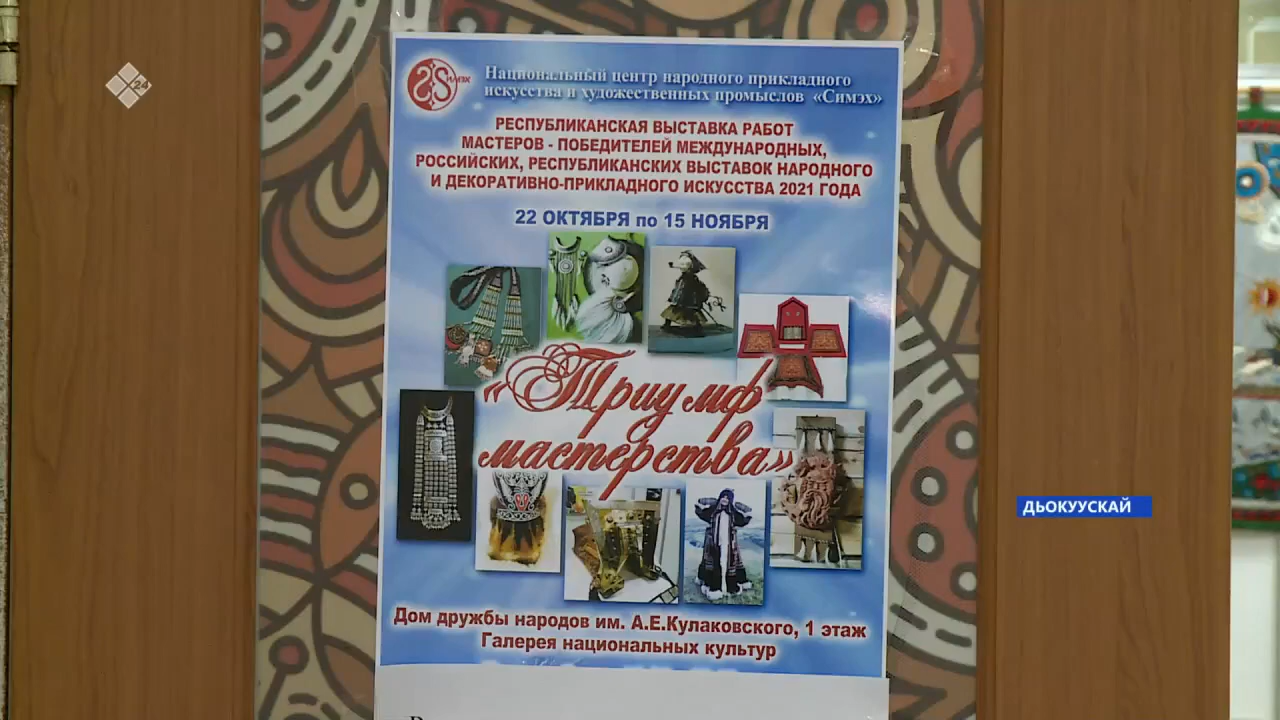 24
Симэх
Национальный центр народного прикладного
искусства и художественных промыслов «Симэх»
РЕСПУБЛИКАНСКАЯ ВЫСТАВКА РАБОТ
МАСТЕРОВ - ПОБЕДИТЕЛЕЙ МЕЖДУНАРОДНЫХ,
РОССИЙСКИХ, РЕСПУБЛИКАНСКИХ ВЫСТАВОК НАРОДНОГО
И ДЕКОРАТИВНО-ПРИКЛАДНОГО ИСКУССТВА 2021 ГОДА
22 ОКТЯБРЯ по 15 НОЯБРЯ
«Триумф
мастерства»
ДЬОКУУСКАЙ
Дом дружбы народов им. А.Е.Кулаковского, 1 этаж
Галерея национальных культур